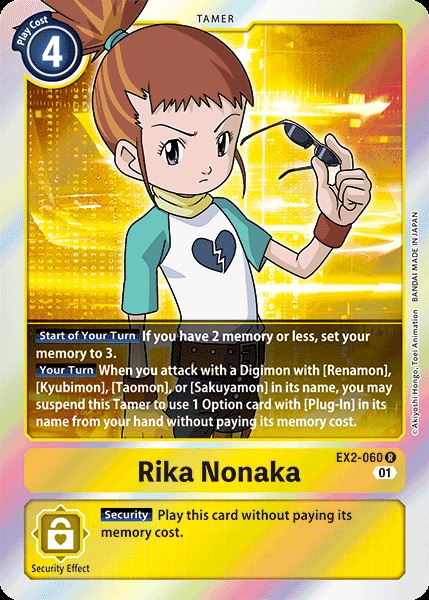 TAMER
Play Cost
4
Start of Your Turn If you have 2 memory or less, set your
memory to 3.
Your Turn When you attack with a Digimon with [Renamon],
[Kyubimon], [Taomon], or [Sakuyamon] in its name, you may
suspend this Tamer to use 1 Option card with [Plug-In] in its
name from your hand without paying its memory cost.
©Akiyoshi Hongo, Toei Animation BANDAI MADE IN JAPAN
Rika Nonaka
EX2-060 R
01
Security Play this card without paying its
memory cost.
Security Effect